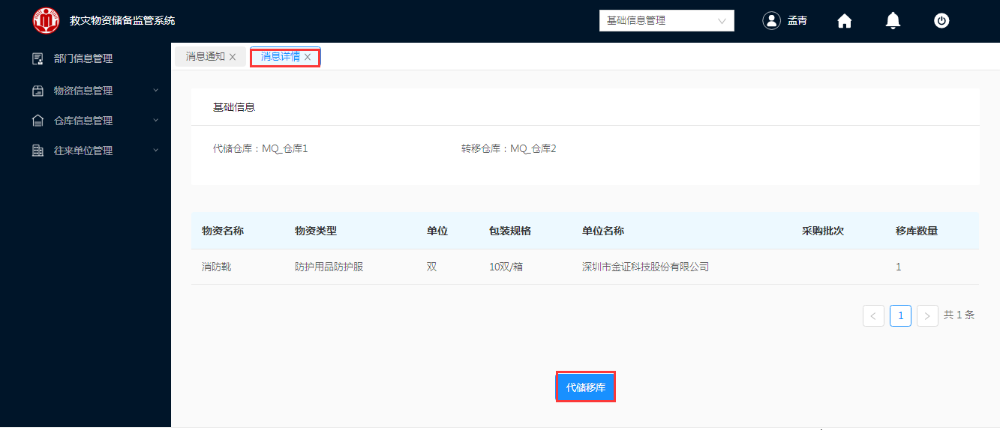 救灾物资储备监管系统
基础信息管理
孟青
部门信息管理
物资信息管理
仓库信息管理
往来单位管理
消息通知 X
消息详情 X
基础信息
代储仓库：MQ_仓库1 转移仓库：MQ_仓库2
物资名称 物资类型 单位 包装规格 单位名称 采购批次 移库数量
消防靴 防护用品防护服 双 10双/箱 深圳市金证科技股份有限公司 1
< 1 > 共 1 条
代储移库